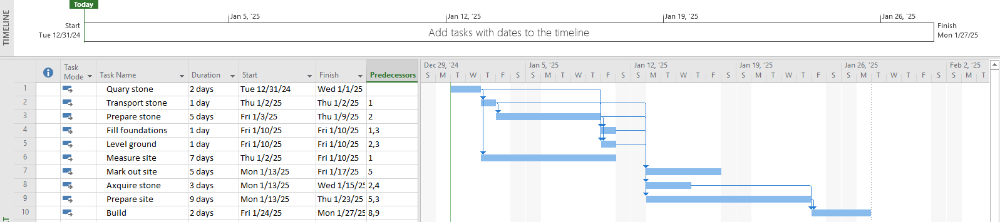 Today
Jan 5, '25 Jan 12, '25 Jan 19, '25 Jan 26, '25
TIMELINE
Start
Tue 12/31/24
Add tasks with dates to the timeline
Finish
Mon 1/27/25
Task Mode Task Name Duration Start Finish Predecessors
Dec 29, '24 Jan 5, '25 Jan 12, '25 Jan 19, '25 Jan 26, '25 Feb 2, '25
S M T W T F S S M T W T F S S M T W T F S S M T W T F S S M T W T F S S M T
1 Quary stone 2 days Tue 12/31/24 Wed 1/1/25
2 Transport stone 1 day Thu 1/2/25 Thu 1/2/25 1
3 Prepare stone 5 days Fri 1/3/25 Thu 1/9/25 2
4 Fill foundations 1 day Fri 1/10/25 Fri 1/10/25 1,3
5 Level ground 1 day Fri 1/10/25 Fri 1/10/25 2,3
6 Measure site 7 days Thu 1/2/25 Fri 1/10/25 1
7 Mark out site 5 days Mon 1/13/25 Fri 1/17/25 5
8 Axquire stone 3 days Mon 1/13/25 Wed 1/15/25 2,4
9 Prepare site 9 days Mon 1/13/25 Thu 1/23/25 5,3
10 Build 2 days Fri 1/24/25 Mon 1/27/25 8,9